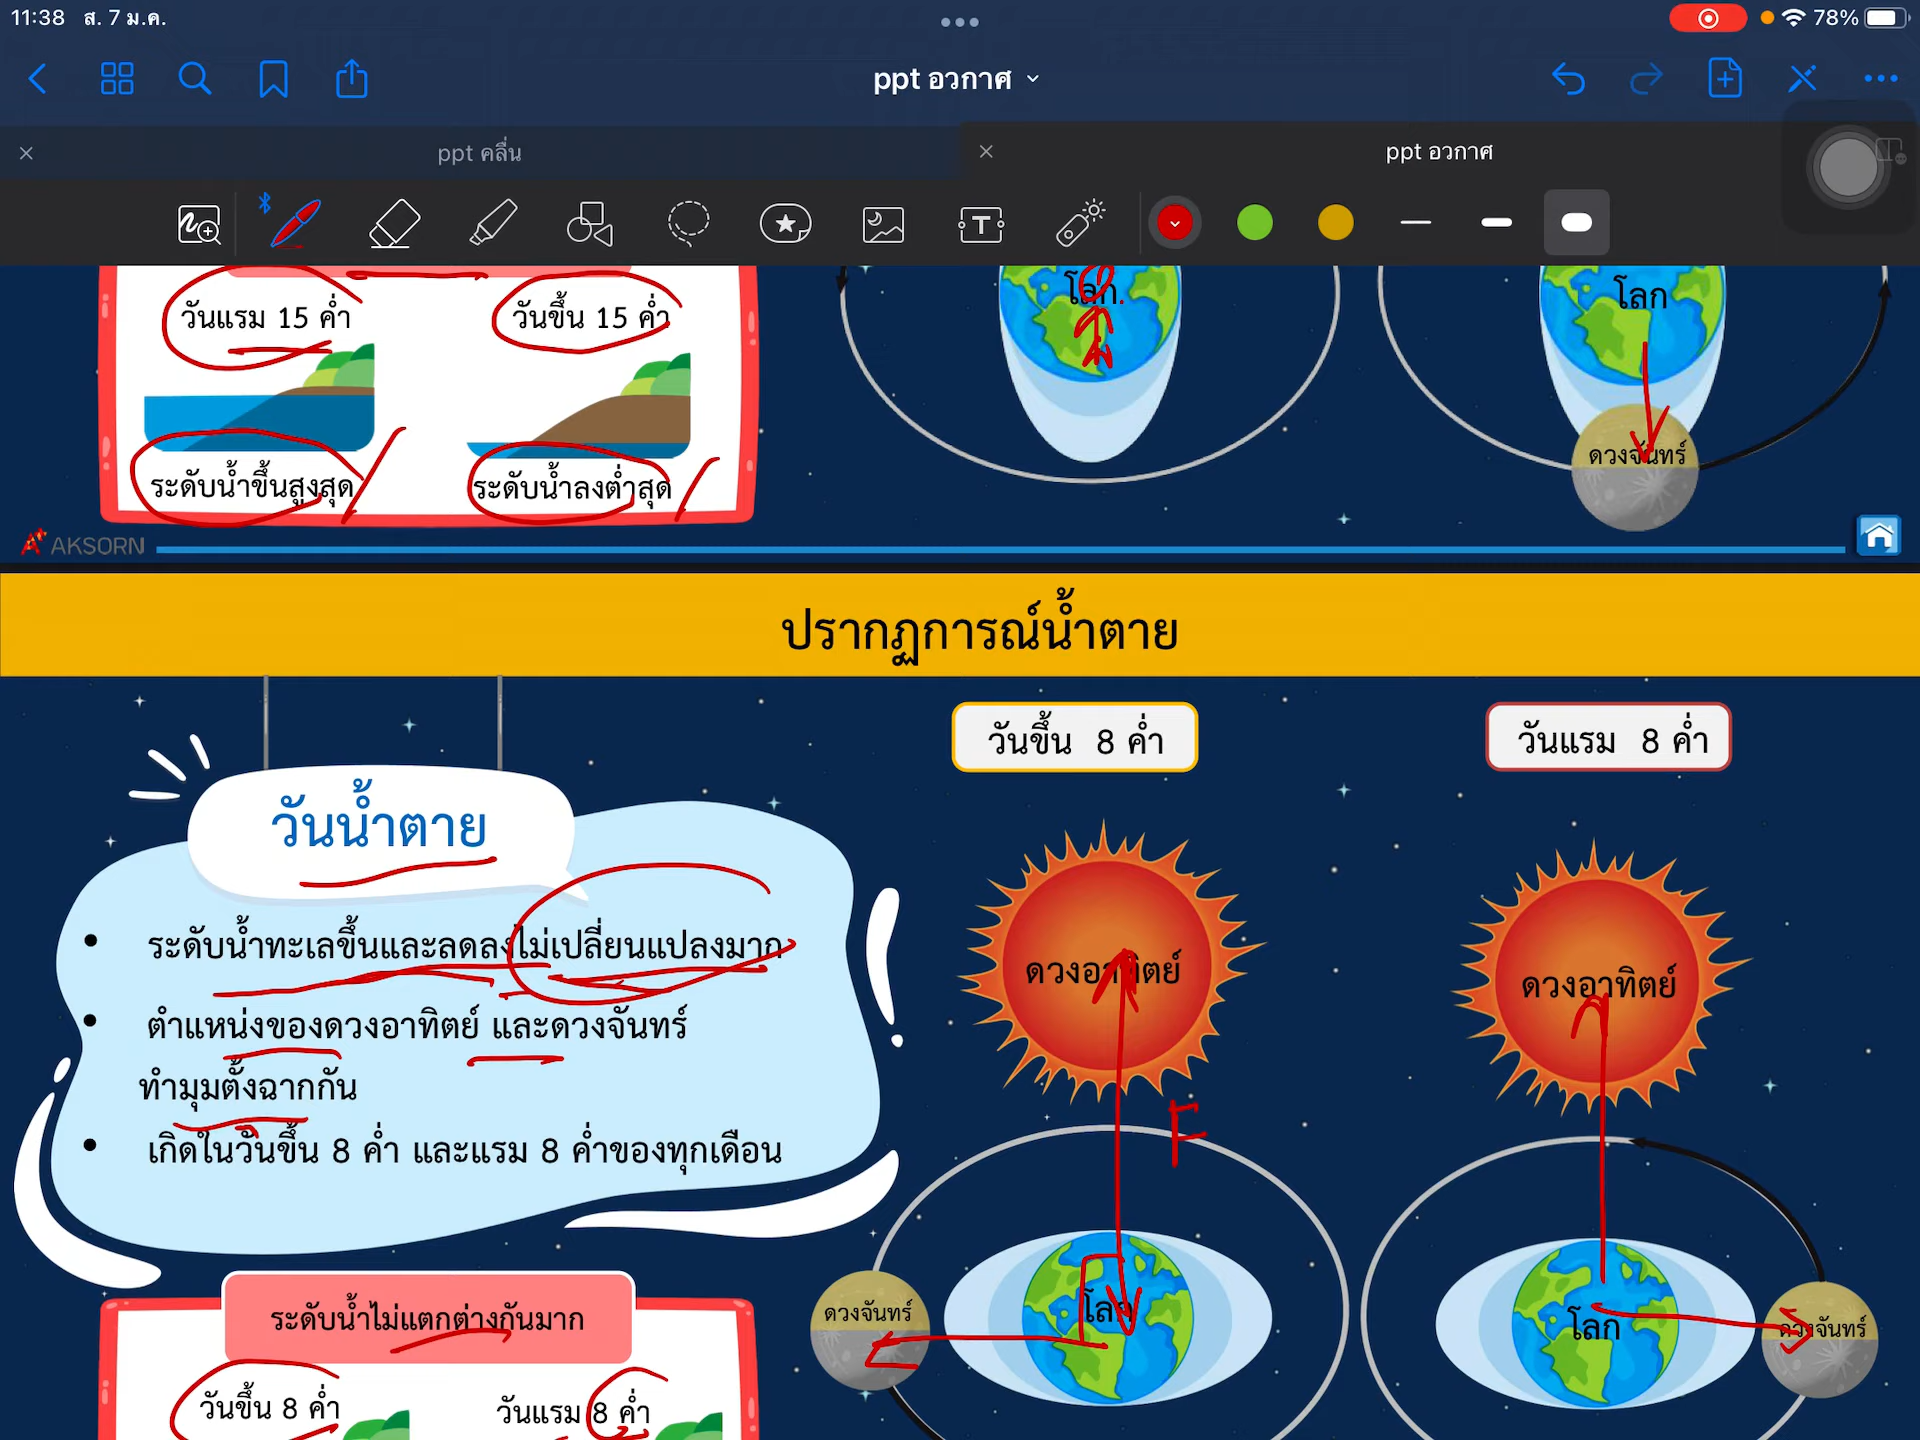 11:38 ส. 7 ม.ค.
78%
ppt อวกาศ
ppt คลื่น
ppt อวกาศ
T
วันแรม 15 ค่ำ
วันขึ้น 15 ค่ำ
ระดับน้ำขึ้นสูงสุด
ระดับน้ำลงต่ำสุด
โลก
โลก
ดวงจันทร์
AKSORN
ปรากฏการณ์น้ำตาย
วันน้ำตาย
• ระดับน้ำทะเลขึ้นและลดลงไม่เปลี่ยนแปลงมาก
• ตำแหน่งของดวงอาทิตย์ และดวงจันทร์
ทำมุมตั้งฉากกัน
• เกิดในวันขึ้น 8 ค่ำ และแรม 8 ค่ำของทุกเดือน
วันขึ้น 8 ค่ำ
วันแรม 8 ค่ำ
ดวงอาทิตย์
ดวงอาทิตย์
F
ดวงจันทร์
โลก
โลก
ดวงจันทร์
ระดับน้ำไม่แตกต่างกันมาก
วันขึ้น 8 ค่ำ
วันแรม 8 ค่ำ